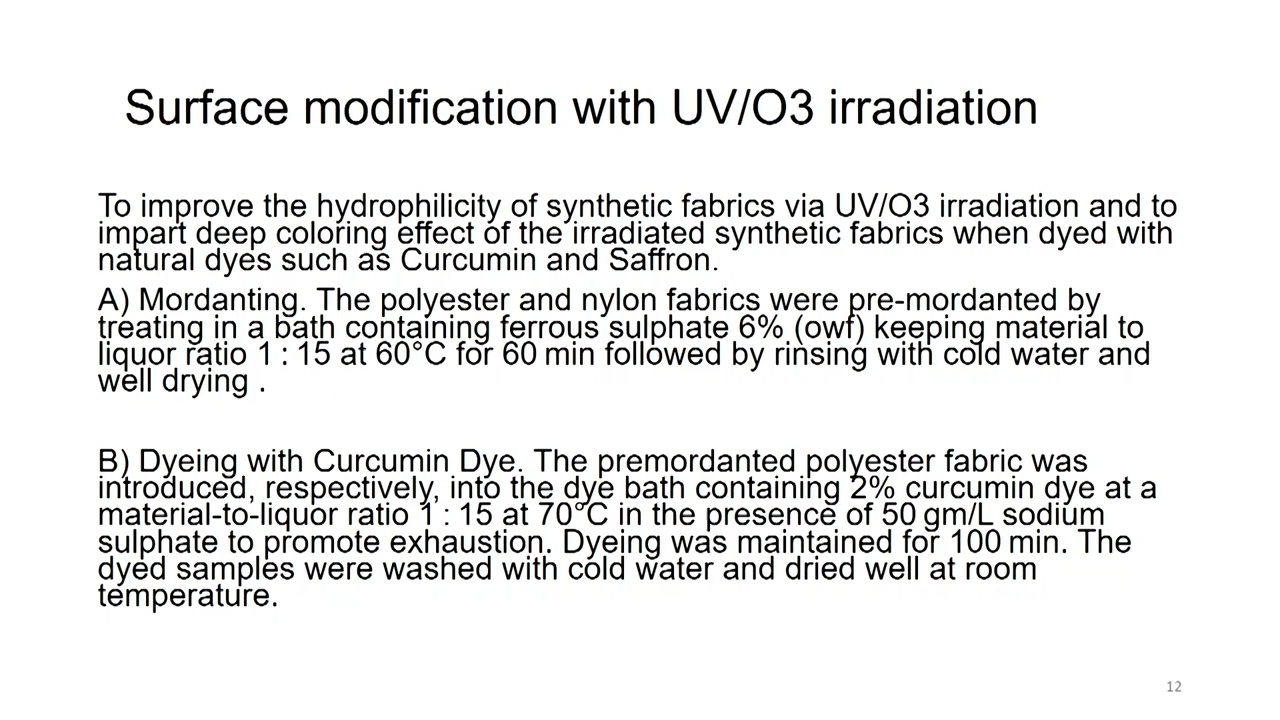 Surface modification with UV/O3 irradiation
To improve the hydrophilicity of synthetic fabrics via UV/O3 irradiation and to
impart deep coloring effect of the irradiated synthetic fabrics when dyed with
natural dyes such as Curcumin and Saffron.
A) Mordanting. The polyester and nylon fabrics were pre-mordanted by
treating in a bath containing ferrous sulphate 6% (owf) keeping material to
liquor ratio 1 : 15 at 60°C for 60 min followed by rinsing with cold water and
well drying .
B) Dyeing with Curcumin Dye. The premordanted polyester fabric was
introduced, respectively, into the dye bath containing 2% curcumin dye at a
material-to-liquor ratio 1 : 15 at 70°C in the presence of 50 gm/L sodium
sulphate to promote exhaustion. Dyeing was maintained for 100 min. The
dyed samples were washed with cold water and dried well at room
temperature.
12